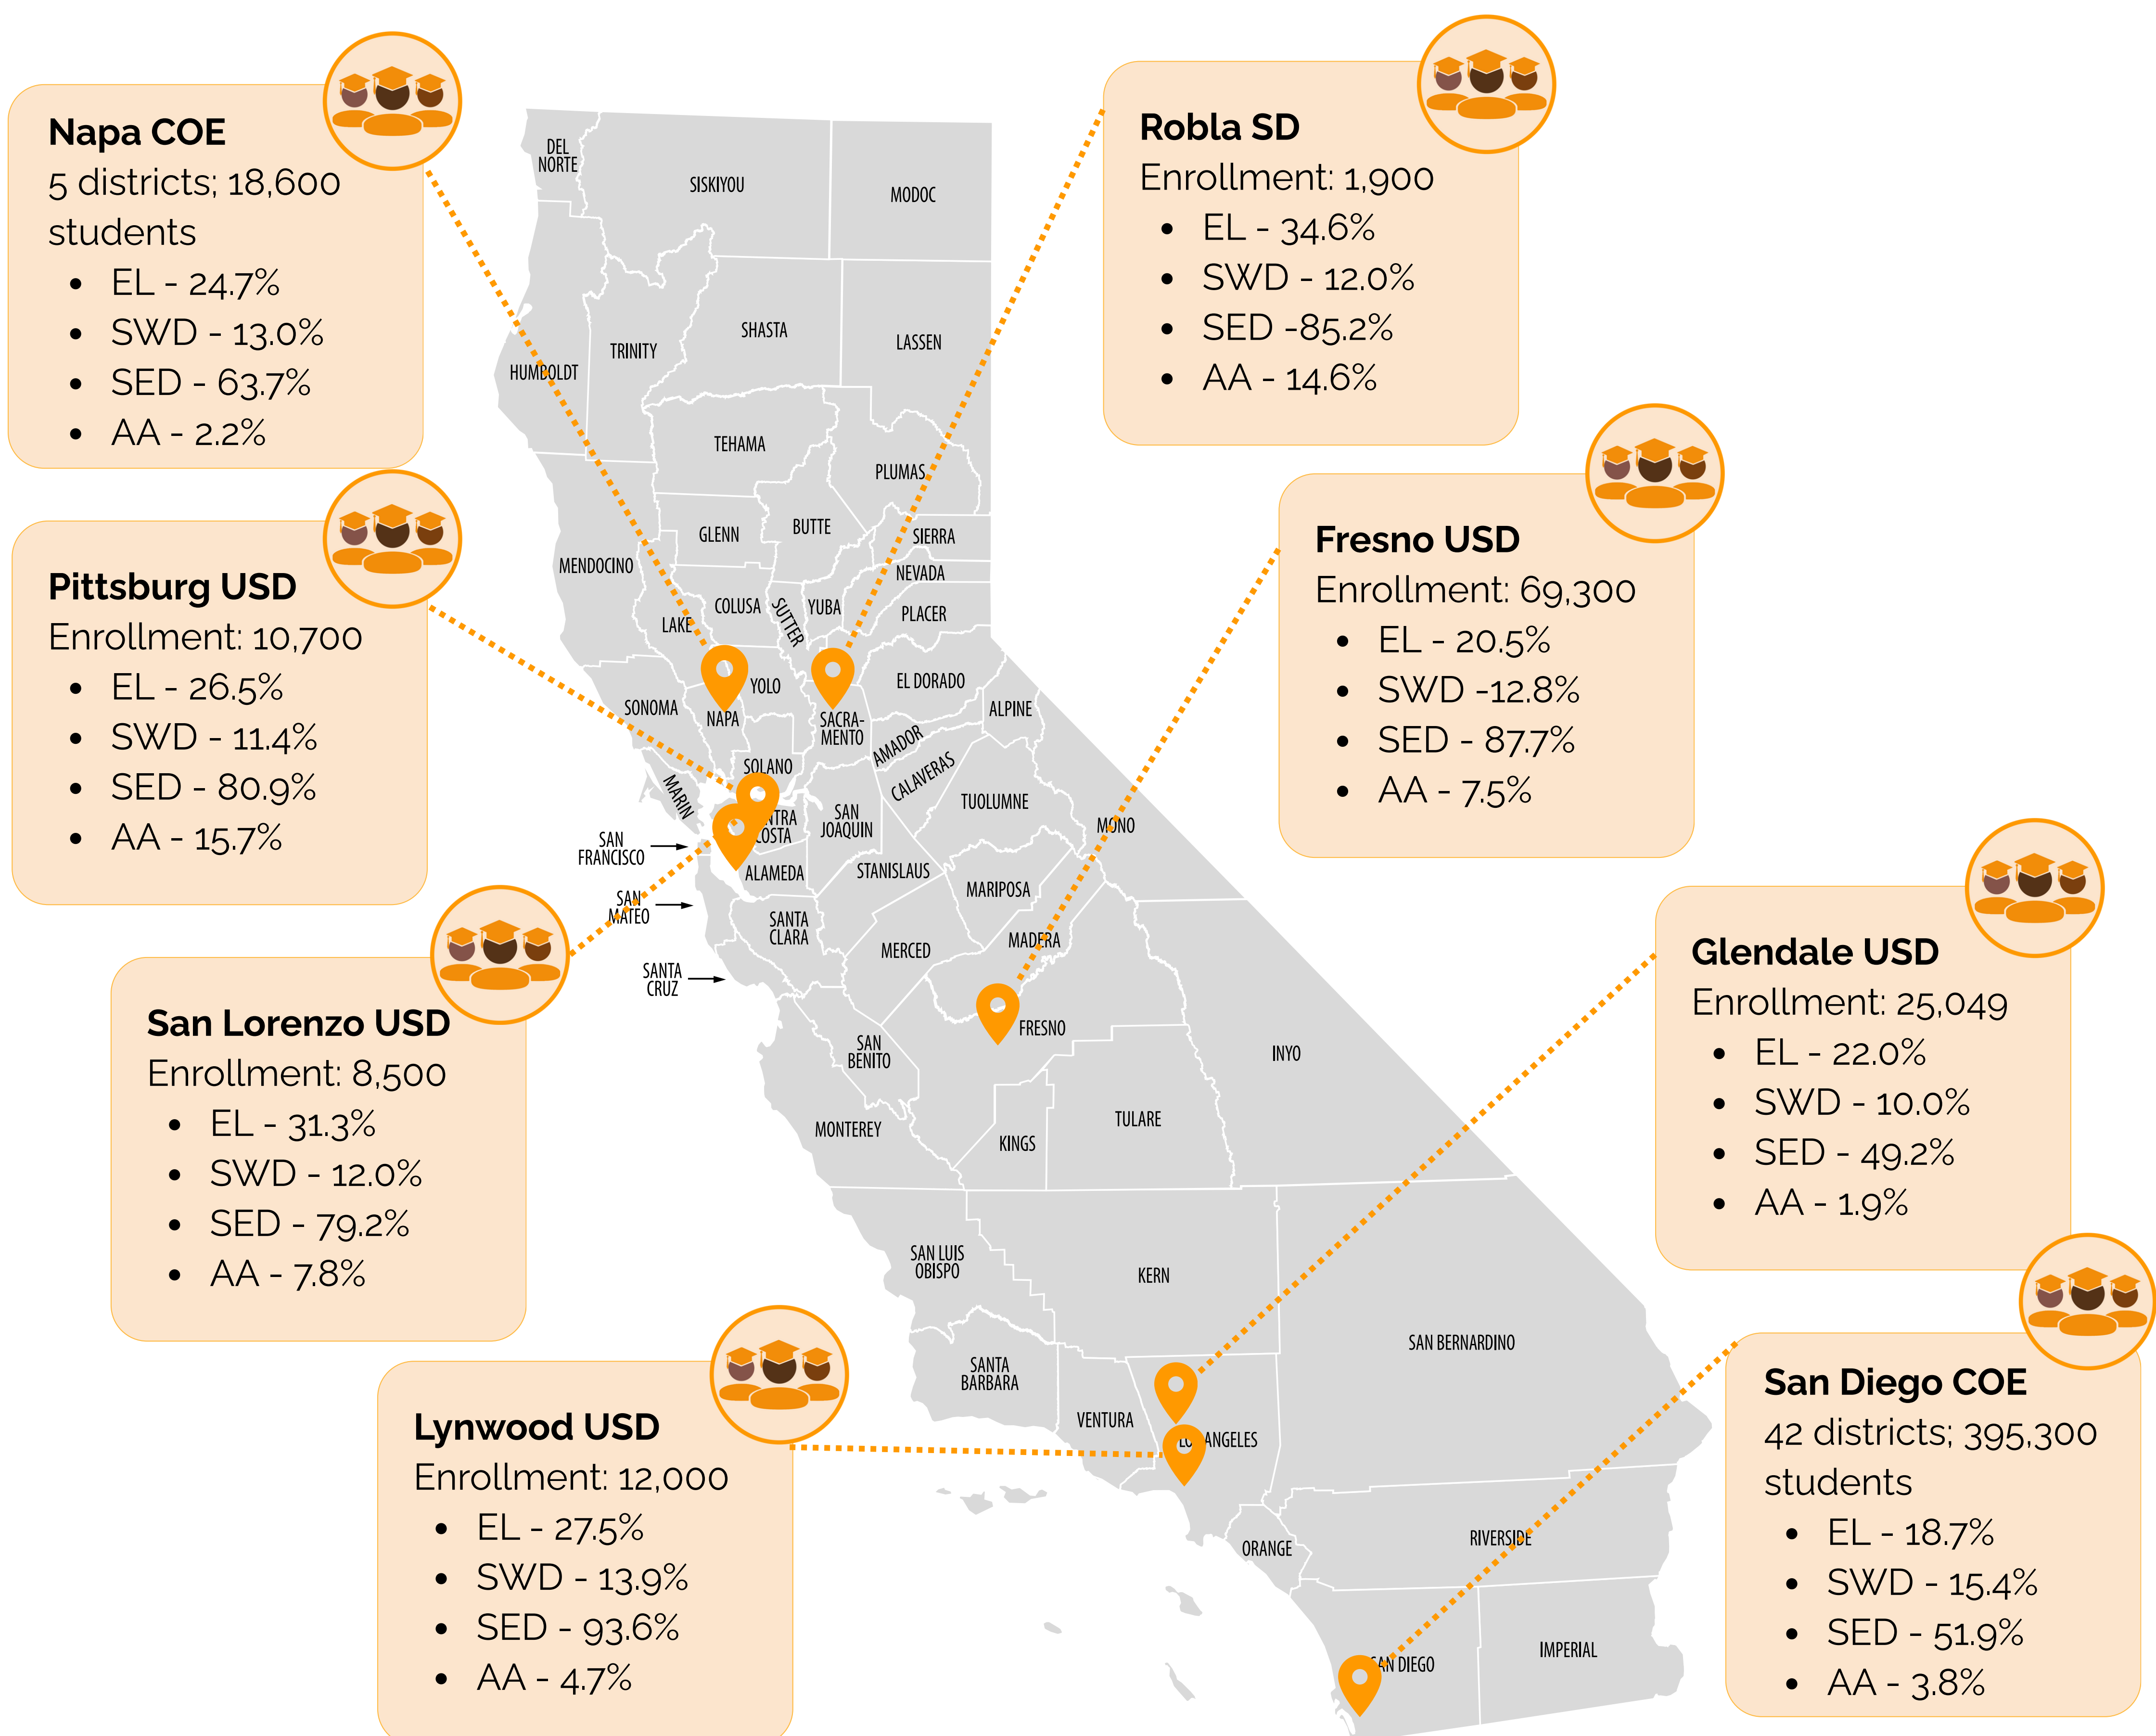 Napa COE
5 districts; 18,600
students
• EL - 24.7%
• SWD - 13.0%
• SED - 63.7%
• AA - 2.2%
Pittsburg USD
Enrollment: 10,700
• EL - 26.5%
• SWD - 11.4%
• SED - 80.9%
• AA - 15.7%
San Lorenzo USD
Enrollment: 8,500
• EL - 31.3%
• SWD - 12.0%
• SED - 79.2%
• AA - 7.8%
Lynwood USD
Enrollment: 12,000
• EL - 27.5%
• SWD - 13.9%
• SED - 93.6%
• AA - 4.7%
Robla SD
Enrollment: 1,900
• EL - 34.6%
• SWD - 12.0%
• SED -85.2%
• AA - 14.6%
Fresno USD
Enrollment: 69,300
• EL - 20.5%
• SWD -12.8%
• SED - 87.7%
• AA - 7.5%
Glendale USD
Enrollment: 25,049
• EL - 22.0%
• SWD - 10.0%
• SED - 49.2%
• AA - 1.9%
San Diego COE
42 districts; 395,300
students
• EL - 18.7%
• SWD - 15.4%
• SED - 51.9%
• AA - 3.8%
DEL
NORTE
SISKIYOU
MODOC
HUMBOLDT
TRINITY
SHASTA
LASSEN
TEHAMA
PLUMAS
MENDOCINO
GLENN
BUTTE
SIERRA
NEVADA
LAKE
COLUSA
SUTTER
YUBA
PLACER
SONOMA
NAPA
YOLO
SACRA-
MENTO
EL DORADO
ALPINE
AMADOR
CALAVERAS
SOLANO
MARIN
NTRA
COSTA
SAN
JOAQUIN
TUOLUMNE
MONO
SAN
FRANCISCO
ALAMEDA
STANISLAUS
MARIPOSA
SAN
MATEO
SANTA
CLARA
MERCED
MADERA
SANTA
CRUZ
SAN
BENITO
FRESNO
INYO
MONTEREY
KINGS
TULARE
SAN LUIS
OBISPO
KERN
SAN BERNARDINO
SANTA
BARBARA
VENTURA
ANGELES
ORANGE
RIVERSIDE
AN DIEGO
IMPERIAL